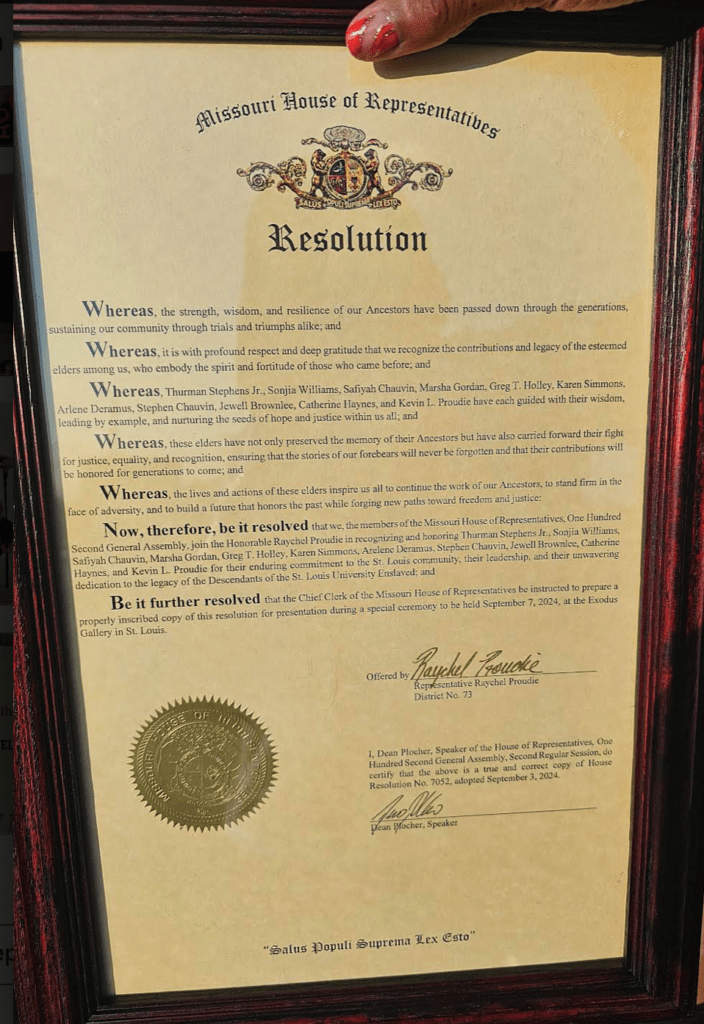 Missouri House of Representatives
SALUS POPULI SUPREMA LEX ESTO
Resolution
Whereas, the strength, wisdom, and resilience of our Ancestors have been passed down through the generations,
sustaining our community through trials and triumphs alike; and
Whereas, it is with profound respect and deep gratitude that we recognize the contributions and legacy of the esteemed
elders among us, who embody the spirit and fortitude of those who came before; and
Whereas, Thurman Stephens Jr., Sonjia Williams, Safiyah Chauvin, Marsha Gordan, Greg T. Holley, Karen Simmons,
Arlene Deramus, Stephen Chauvin, Jewell Brownlee, Catherine Haynes, and Kevin L. Proudie have each guided with their wisdom,
leading by example, and nurturing the seeds of hope and justice within us all; and
Whereas, these elders have not only preserved the memory of their Ancestors but have also carried forward their fight
for justice, equality, and recognition, ensuring that the stories of our forebears will never be forgotten and that their contributions will
be honored for generations to come; and
Whereas, the lives and actions of these elders inspire us all to continue the work of our Ancestors, to stand firm in the
face of adversity, and to build a future that honors the past while forging new paths toward freedom and justice:
Now, therefore, be it resolved that we, the members of the Missouri House of Representatives, One Hundred
Second General Assembly, join the Honorable Raychel Proudie in recognizing and honoring Thurman Stephens Jr., Sonjia Williams,
Safiyah Chauvin, Marsha Gordan, Greg T. Holley, Karen Simmons, Arelene Deramus, Stephen Chauvin, Jewell Brownlee, Catherine
Haynes, and Kevin L. Proudie for their enduring commitment to the St. Louis community, their leadership, and their unwavering
dedication to the legacy of the Descendants of the St. Louis University Enslaved; and
Be it further resolved that the Chief Clerk of the Missouri House of Representatives be instructed to prepare a
properly inscribed copy of this resolution for presentation during a special ceremony to be held September 7, 2024, at the Exodus
Gallery in St. Louis.
Offered by Raychel Proudie
Representative Raychel Proudie
District No. 73
I, Dean Plocher, Speaker of the House of Representatives, One
Hundred Second General Assembly, Second Regular Session, do
certify that the above is a true and correct copy of House
Resolution No. 7052, adopted September 3, 2024.
Dean Plocher, Speaker
MISSOURI HOUSE OF
"Salus Populi Suprema Lex Esto"